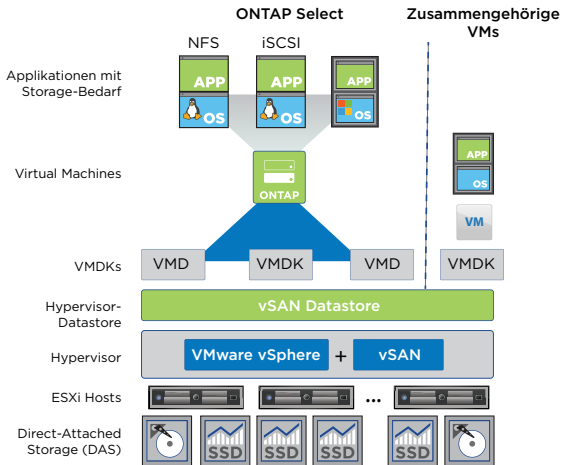 ONTAP Select
Zusammengehörige
VMs
NFS
iSCSI
Applikationen mit
Storage-Bedarf
APP
APP
APP
OS
OS
OS
Virtual Machines
ONTAP
APP
OS
VM
VMDKs
VMD
VMDK
VMD
VMDK
Hypervisor-
Datastore
vSAN Datastore
Hypervisor
VMware vSphere
+
vSAN
ESXi Hosts
...
Direct-Attached
Storage (DAS)
SSD
SSD
SSD
SSD